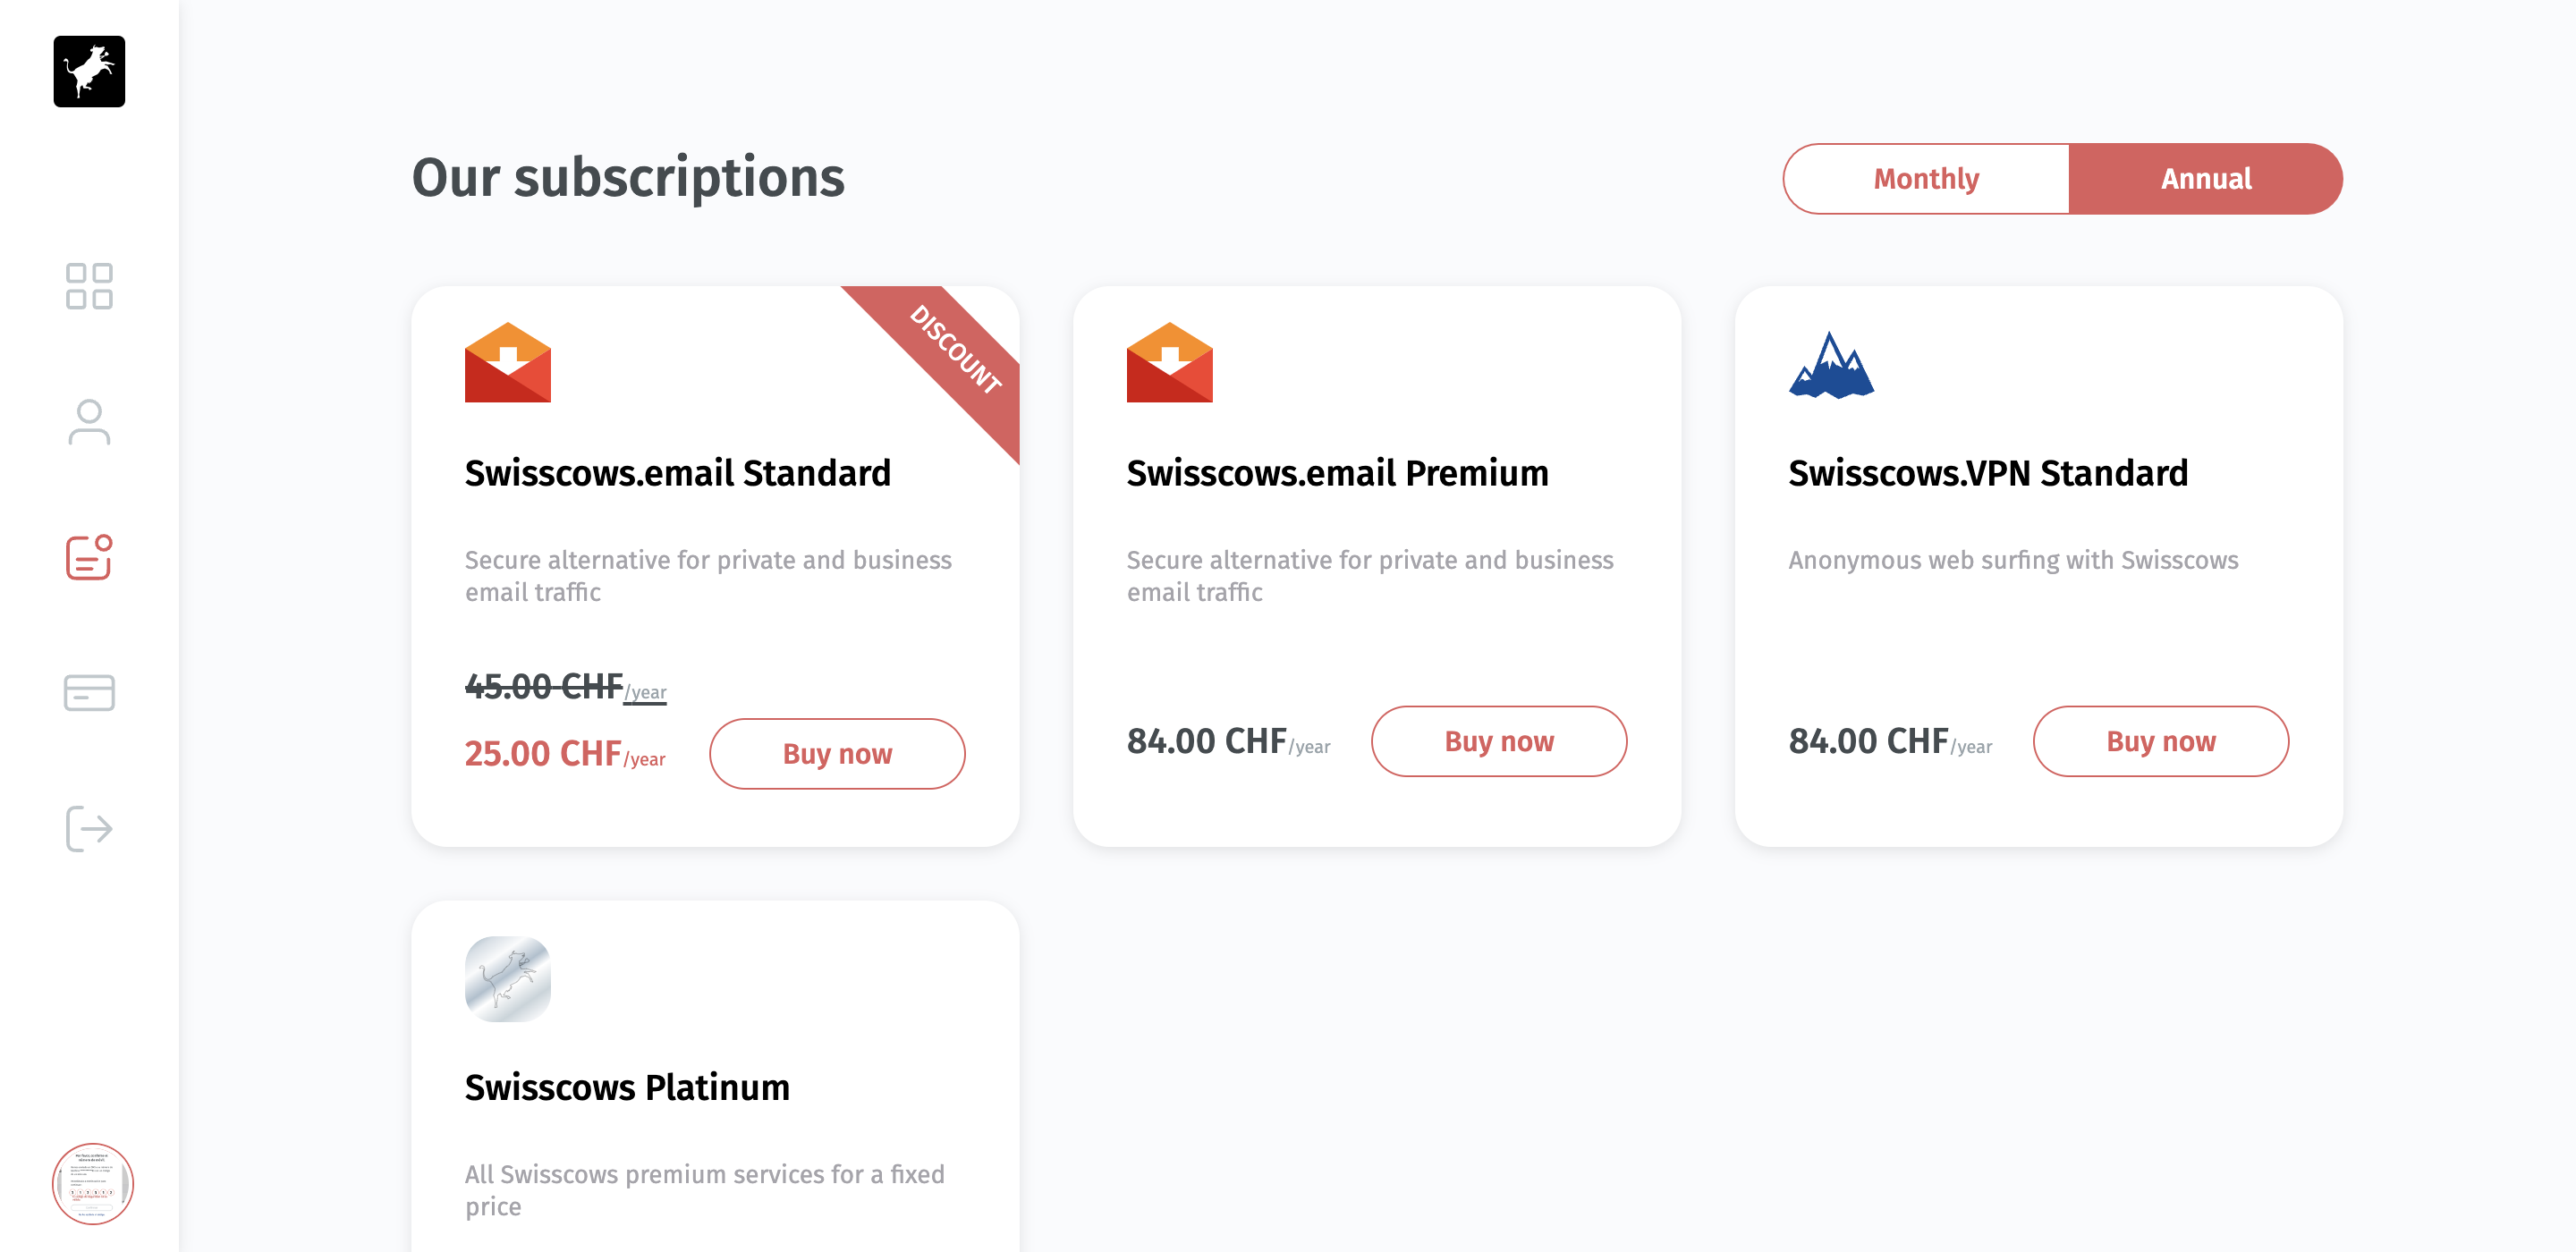 Our subscriptions
Monthly
Annual
DISCOUNT
Swisscows.email Standard
Secure alternative for private and business
email traffic
45.00 CHF/year
25.00 CHF/year
Buy now
Swisscows.email Premium
Secure alternative for private and business
email traffic
84.00 CHF/year
Buy now
Swisscows.VPN Standard
Anonymous web surfing with Swisscows
84.00 CHF/year
Buy now
Swisscows Platinum
All Swisscows premium services for a fixed
price